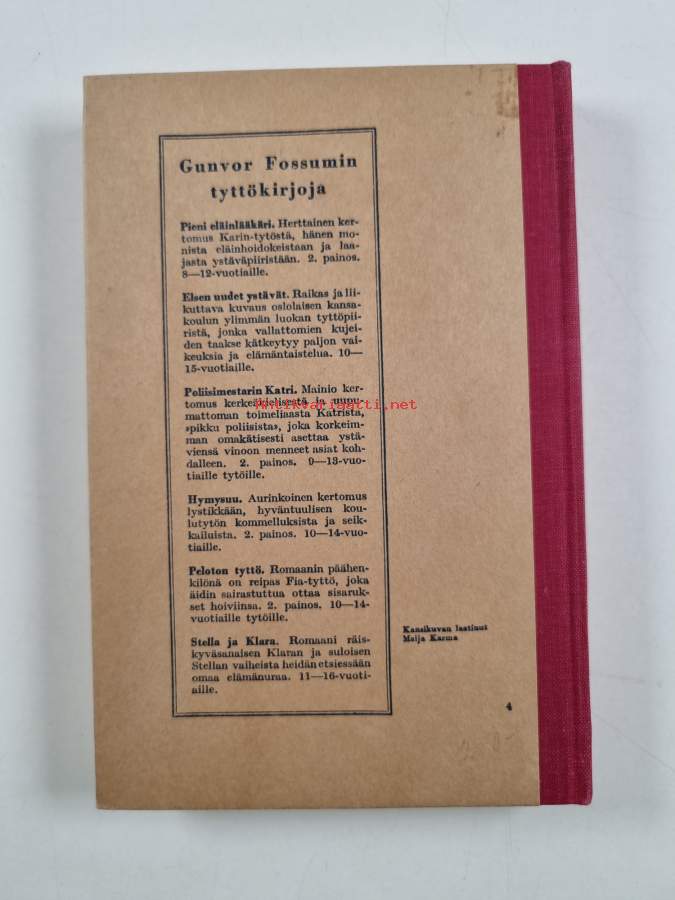 Gunvor Fossumin
tyttökirjoja
Pieni eläinlääkäri. Herttainen ker-
tomus Karin-tytöstä, hänen mo-
nista eläinhoidokeistaan ja laa-
jasta ystäväpiiristään. 2. painos.
8—12-vuotiaille.
Elsen uudet ystävät. Raikas ja lii-
kuttava kuvaus oslolaisen kansa-
koulun ylimmän luokan tyttöpii-
ristä, jonka vallattomien kujei-
den taakse kätkeytyy paljon vai-
keuksia ja elämäntaistelua. 10—
15-vuotiaille.
Poliisimestarin Katri. Mainio ker-
tomus kerkeäkielisestä ja uupu-
mattoman toimeliaasta Katrista,
»pikku poliisista», joka korkeim-
man omakätisesti asettaa ystä-
viensä vinoon menneet asiat koh-
dalleen. 2. painos. 9—13-vuo-
tiaille tytöille.
Antikvariaatti.net
Hymysuu. Aurinkoinen kertomus
lystikkään, hyväntuulisen kou-
lutytön kommelluksista ja seik-
kailuista. 2. painos. 10—14-vuo-
tiaille.
Peloton tyttö. Romaanin päähen-
kilönä on reipas Fia-tyttö, joka
äidin sairastuttua ottaa sisaruk-
set hoiviinsa. 2. painos. 10—14-
vuotiaille tytöille.
Stella ja Klara. Romaani räis-
kyväsanaisen Klaran ja suloisen
Stellan vaiheista heidän etsiessään
omaa elämänuraa. 11—16-vuoti-
aille.
Kansikuvan laatinut
Maija Karma
4